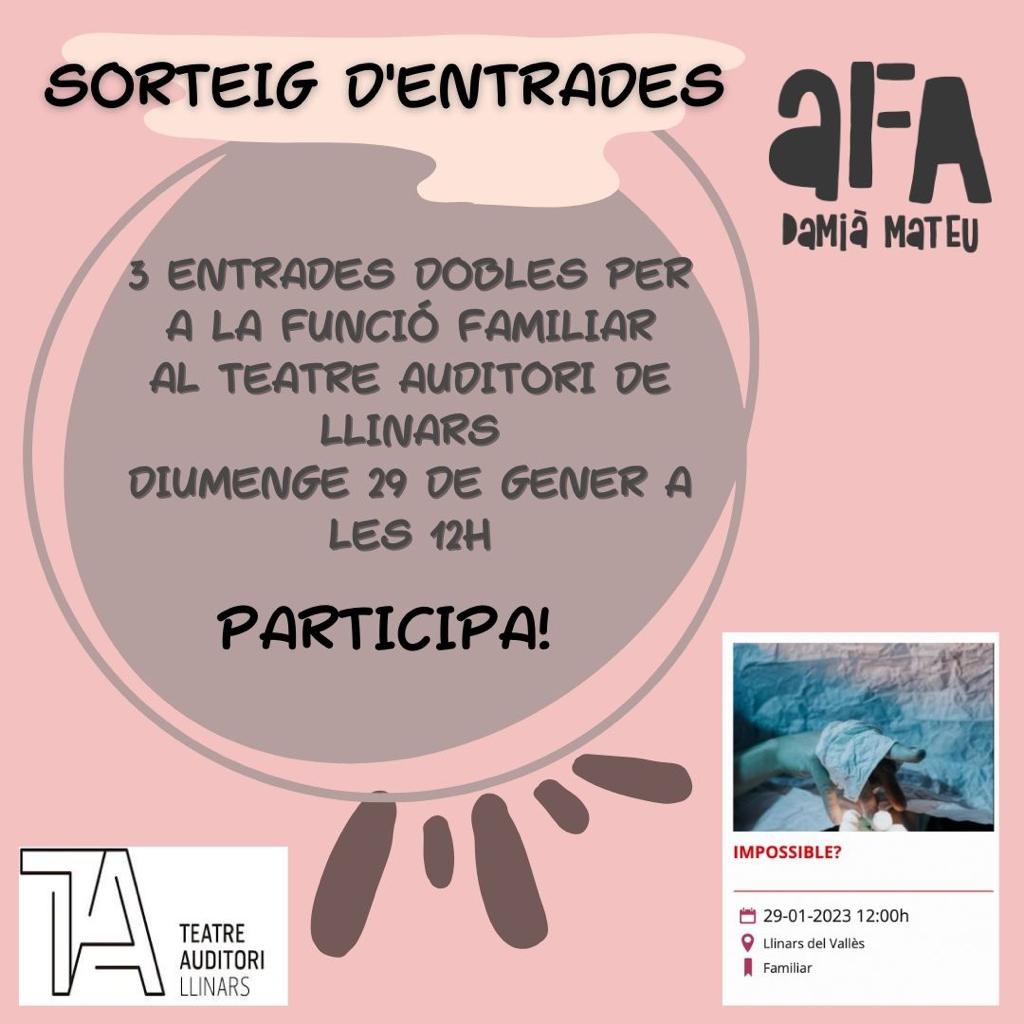 SORTEIG D'ENTRADES
aFA
DaMià MaTEU
3 ENTRADES DOBLES PER
A LA FUNCIÓ FAMILIAR
AL TEATRE AUDITORI DE
LLINARS
DIUMENGE 29 DE GENER A
LES 12H
PARTICIPA!
IMPOSSIBLE?
29-01-2023 12:00h
Llinars del Vallès
Familiar
TA
TEATRE
AUDITORI
LLINARS